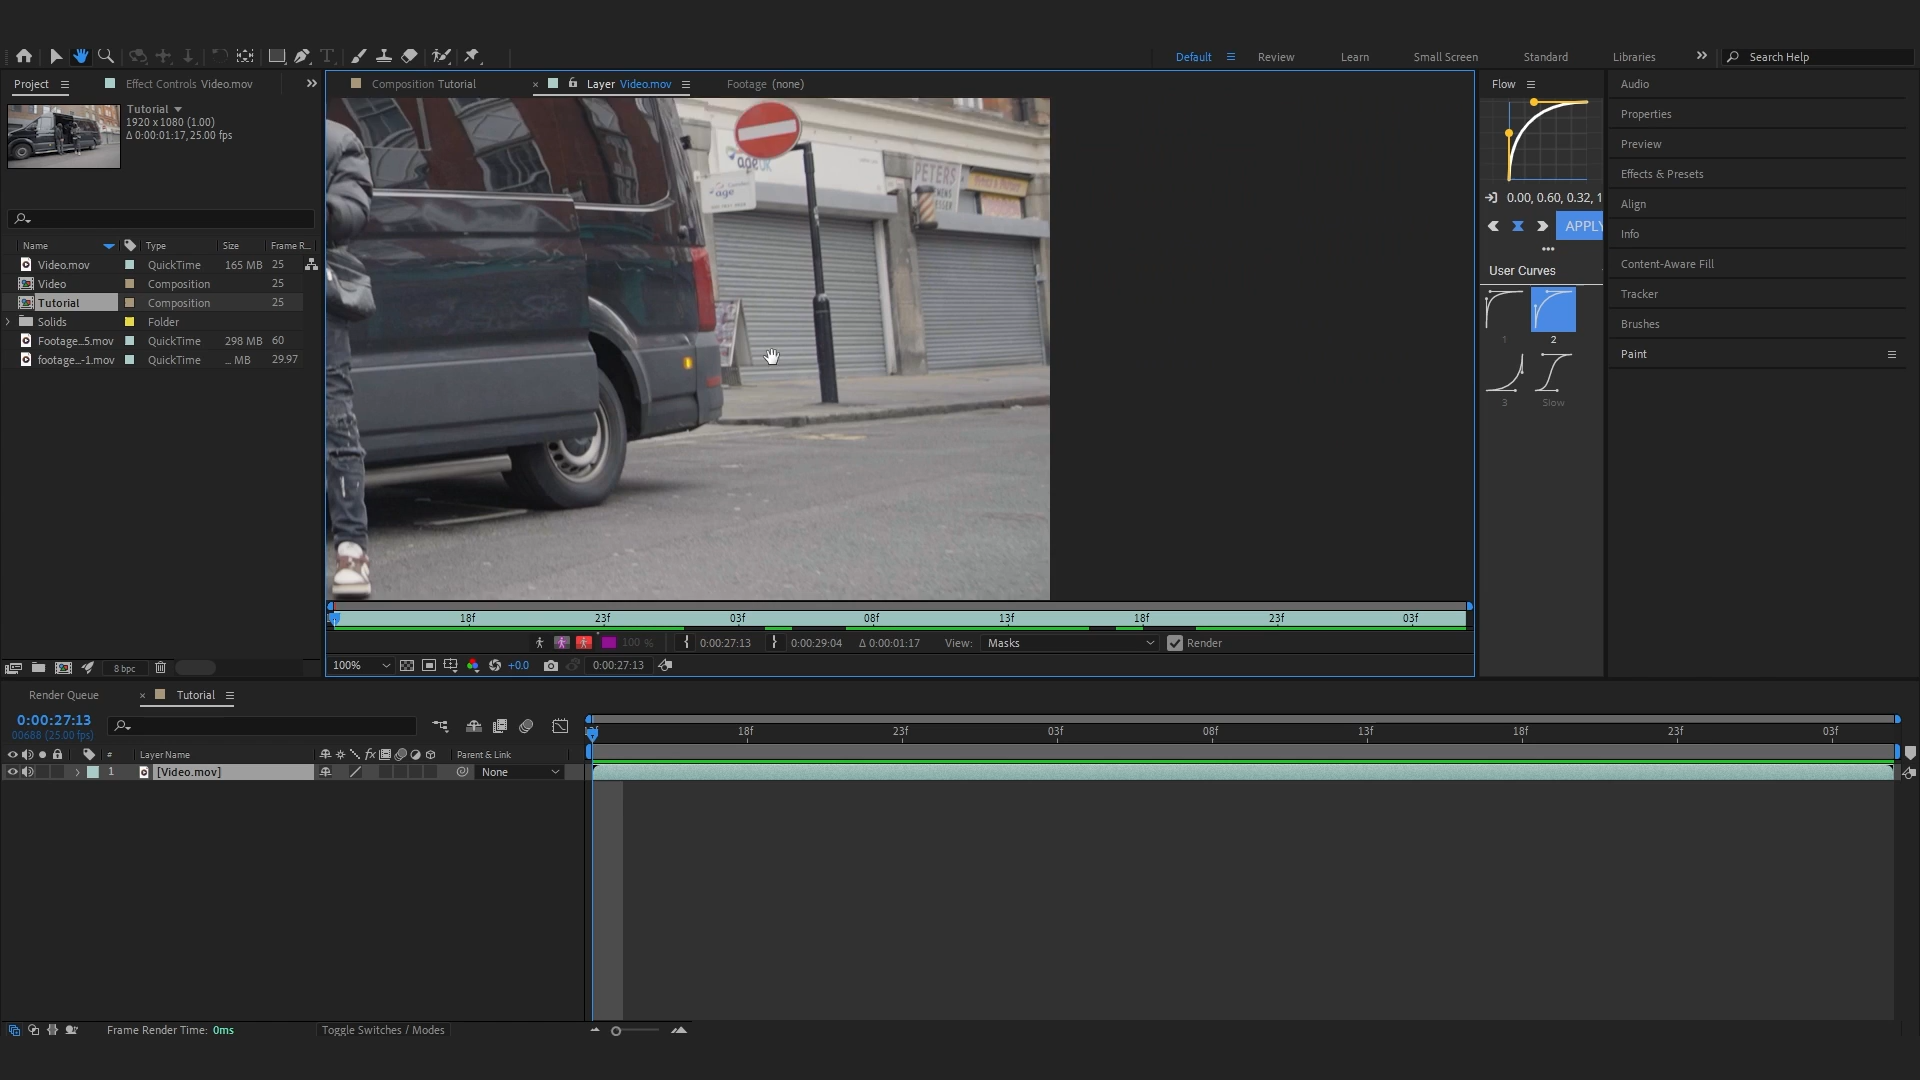 Default
Review
Learn
Small Screen
Standard
Libraries
Search Help
Project
Effect Controls Video.mov
Composition Tutorial
Layer Video.mov
Footage (none)
Flow
Audio
Tutorial
1920 x 1080 (1.00)
Δ 0:00:01:17, 25.00 fps
Properties
Preview
Effects & Presets
Align
Info
Content-Aware Fill
Tracker
Brushes
Paint
0.00, 0.60, 0.32, 1
APPLY
User Curves
1
2
3
Slow
Name
Type
Size
Frame R...
Video.mov
QuickTime
165 MB
25
Video
Composition
25
Tutorial
Composition
25
Solids
Folder
Footage...5.mov
QuickTime
298 MB
60
footage...-1.mov
QuickTime
... MB
29.97
age UK
age
PETERS
18f
23f
03f
08f
13f
18f
23f
03f
100 %
0:00:27:13
0:00:29:04
Δ 0:00:01:17
View:
Masks
Render
8 bpc
100%
+0.0
0:00:27:13
Render Queue
Tutorial
0:00:27:13
00688 (25.00 fps)
18f
23f
03f
08f
13f
18f
23f
03f
#
Layer Name
fx
Parent & Link
1
[Video.mov]
None
Frame Render Time: 0ms
Toggle Switches / Modes